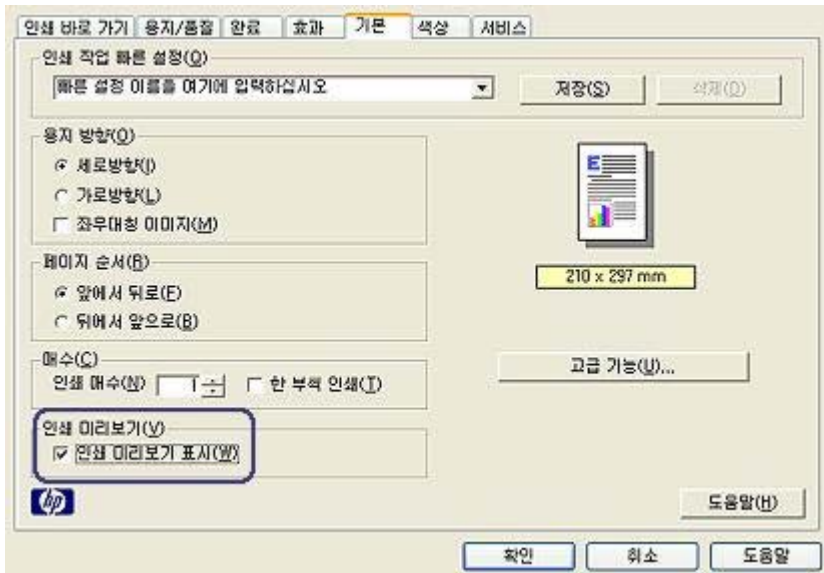 인쇄 바로 가기 용지/품질 완료 효과 기본 색상 서비스
인쇄 작업 빠른 설정(Q)
빠른 설정 이름을 여기에 입력하십시오
저장(S) 삭제(D)
용지 방향(O)
세로방향(I)
가로방향(L)
좌우대칭 이미지(M)
E
210 x 297 mm
페이지 순서(R)
앞에서 뒤로(F)
뒤에서 앞으로(B)
매수(C)
인쇄 매수(N) 1 한 부씩 인쇄(T)
고급 기능(U)...
인쇄 미리보기(V)
인쇄 미리보기 표시(W)
hp
도움말(H)
확인 취소 도움말